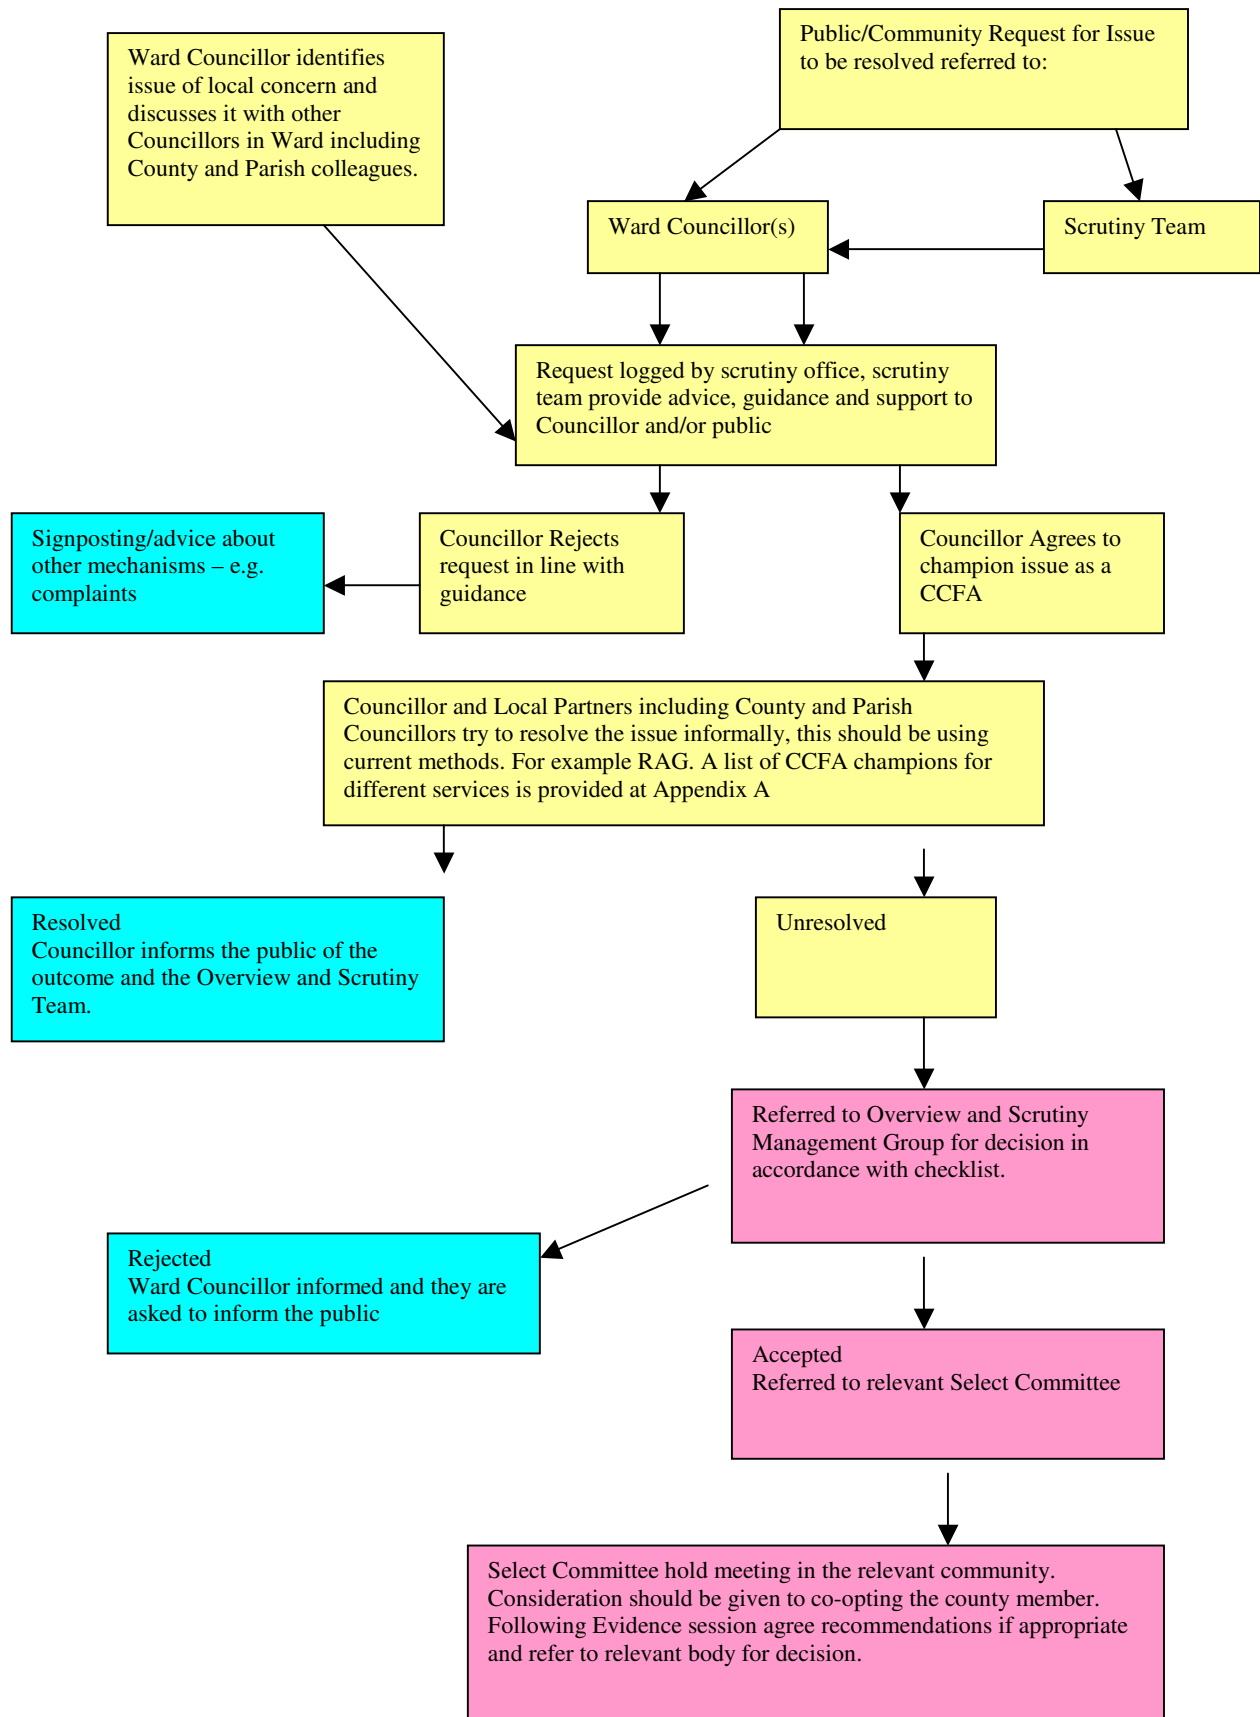 Ward Councillor identifies
issue of local concern and
discusses it with other
Councillors in Ward including
County and Parish colleagues.
Public/Community Request for Issue
to be resolved referred to:
Ward Councillor(s)
Scrutiny Team
Request logged by scrutiny office, scrutiny
team provide advice, guidance and support to
Councillor and/or public
Signposting/advice about
other mechanisms – e.g.
complaints
Councillor Rejects
request in line with
guidance
Councillor Agrees to
champion issue as a
CCFA
Councillor and Local Partners including County and Parish
Councillors try to resolve the issue informally, this should be using
current methods. For example RAG. A list of CCFA champions for
different services is provided at Appendix A
Resolved
Councillor informs the public of the
outcome and the Overview and Scrutiny
Team.
Unresolved
Referred to Overview and Scrutiny
Management Group for decision in
accordance with checklist.
Rejected
Ward Councillor informed and they are
asked to inform the public
Accepted
Referred to relevant Select Committee
Select Committee hold meeting in the relevant community.
Consideration should be given to co-opting the county member.
Following Evidence session agree recommendations if appropriate
and refer to relevant body for decision.